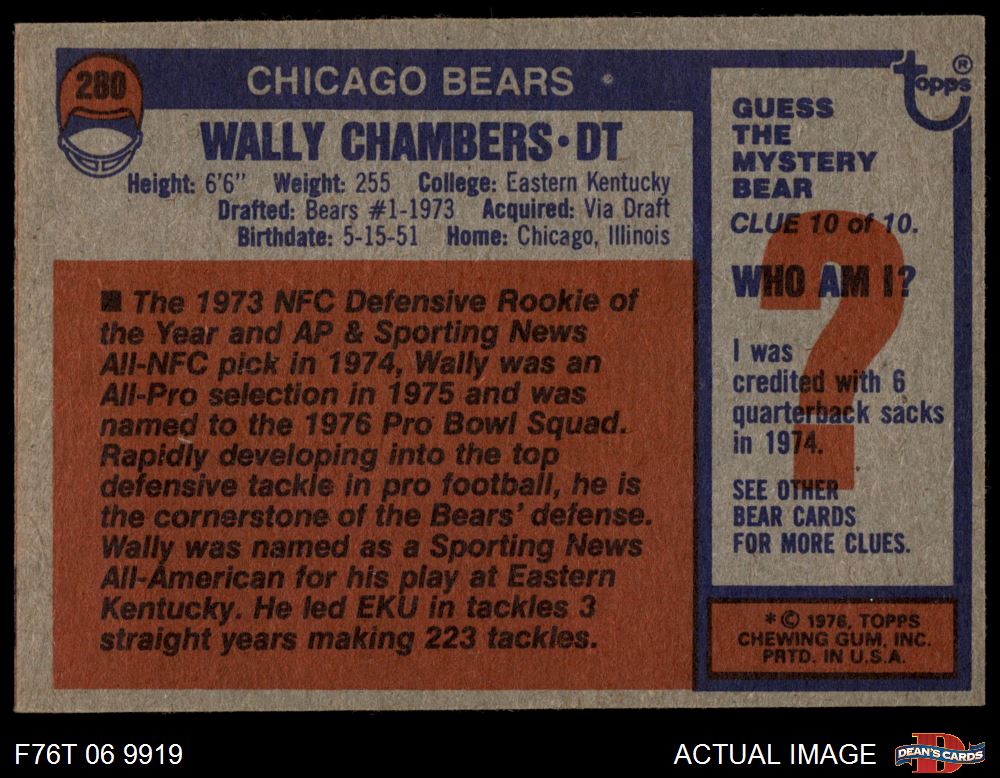 280
CHICAGO BEARS
WALLY CHAMBERS • DT
Height: 6'6" Weight: 255 College: Eastern Kentucky
Drafted: Bears #1-1973 Acquired: Via Draft
Birthdate: 5-15-51 Home: Chicago, Illinois
■ The 1973 NFC Defensive Rookie of
the Year and AP & Sporting News
All-NFC pick in 1974, Wally was an
All-Pro selection in 1975 and was
named to the 1976 Pro Bowl Squad.
Rapidly developing into the top
defensive tackle in pro football, he is
the cornerstone of the Bears' defense.
Wally was named as a Sporting News
All-American for his play at Eastern
Kentucky. He led EKU in tackles 3
straight years making 223 tackles.
topps®
GUESS
THE
MYSTERY
BEAR
CLUE 10 of 10.
WHO AM I?
?
I was
credited with 6
quarterback sacks
in 1974.
SEE OTHER
BEAR CARDS
FOR MORE CLUES.
*© 1976, TOPPS
CHEWING GUM, INC.
PRTD. IN U.S.A.
F76T 06 9919
ACTUAL IMAGE
D
DEAN'S CARDS